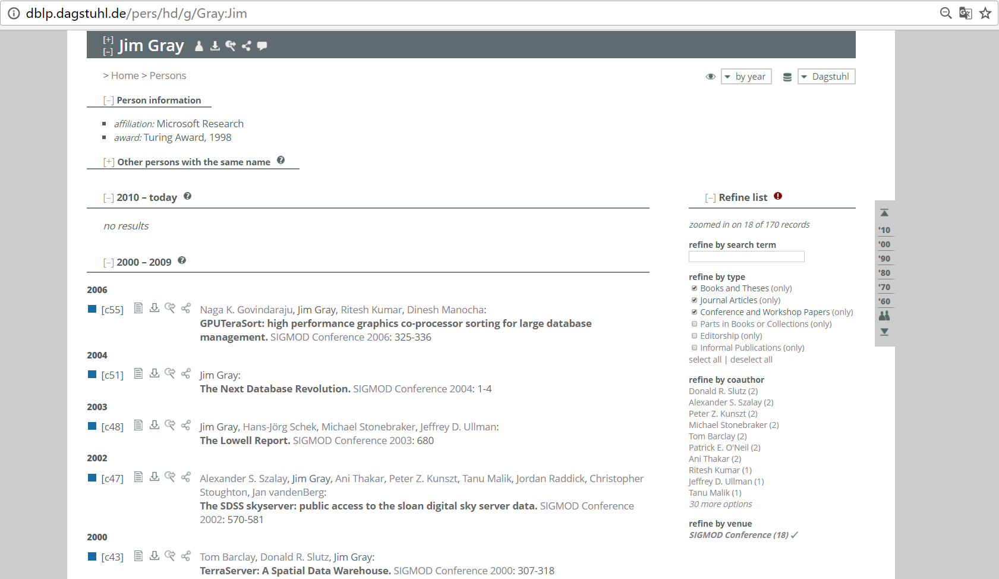 dblp.dagstuhl.de/pers/hd/g/Gray:Jim
[+]
[–] Jim Gray
> Home > Persons
by year
Dagstuhl
[–] Person information
affiliation: Microsoft Research
award: Turing Award, 1998
[+] Other persons with the same name ?
[–] 2010 – today ?
no results
[–] 2000 – 2009 ?
2006
[c55] Naga K. Govindaraju, Jim Gray, Ritesh Kumar, Dinesh Manocha:
GPUTeraSort: high performance graphics co-processor sorting for large database
management. SIGMOD Conference 2006: 325-336
2004
[c51] Jim Gray:
The Next Database Revolution. SIGMOD Conference 2004: 1-4
2003
[c48] Jim Gray, Hans-Jörg Schek, Michael Stonebraker, Jeffrey D. Ullman:
The Lowell Report. SIGMOD Conference 2003: 680
2002
[c47] Alexander S. Szalay, Jim Gray, Ani Thakar, Peter Z. Kunszt, Tanu Malik, Jordan Raddick, Christopher
Stoughton, Jan vandenBerg:
The SDSS skyserver: public access to the sloan digital sky server data. SIGMOD Conference
2002: 570-581
2000
[c43] Tom Barclay, Donald R. Slutz, Jim Gray:
TerraServer: A Spatial Data Warehouse. SIGMOD Conference 2000: 307-318
[–] Refine list !
zoomed in on 18 of 170 records
refine by search term
refine by type
Books and Theses (only)
Journal Articles (only)
Conference and Workshop Papers (only)
Parts in Books or Collections (only)
Editorship (only)
Informal Publications (only)
select all | deselect all
refine by coauthor
Donald R. Slutz (2)
Alexander S. Szalay (2)
Peter Z. Kunszt (2)
Michael Stonebraker (2)
Tom Barclay (2)
Patrick E. O'Neil (2)
Ani Thakar (2)
Ritesh Kumar (1)
Jeffrey D. Ullman (1)
Tanu Malik (1)
30 more options
refine by venue
SIGMOD Conference (18) ✓
'10
'00
'90
'80
'70
'60